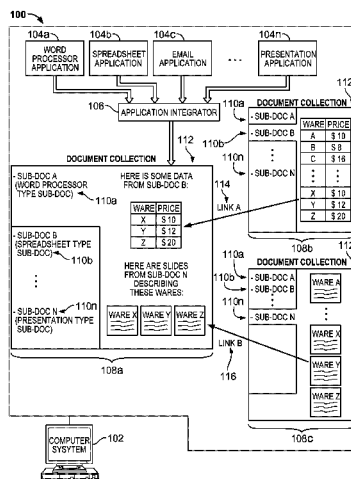 100
104a
104b
104c
104n
WORD PROCESSOR APPLICATION
SPREADSHEET APPLICATION
EMAIL APPLICATION
...
PRESENTATION APPLICATION
106
APPLICATION INTEGRATOR
DOCUMENT COLLECTION
112
- SUB-DOC A
(WORD PROCESSOR
TYPE SUB-DOC)
110a
- SUB-DOC B
(SPREADSHEET TYPE
SUB-DOC)
110b
- SUB-DOC N
110n
(PRESENTATION TYPE
SUB-DOC)
HERE IS SOME DATA
FROM SUB-DOC B:
WARE PRICE
X $ 10
Y $ 12
Z $ 20
HERE ARE SLIDES
FROM SUB-DOC N
DESCRIBING
THESE WARES:
WARE X WARE Y WARE Z
108a
114
LINK A
LINK B
116
112
DOCUMENT COLLECTION
110a
110b
110n
- SUB-DOC A
- SUB-DOC B
- SUB-DOC N
WARE PRICE
A $ 10
B $ 8
C $ 16
X $ 10
Y $ 12
Z $ 20
108b
112
DOCUMENT COLLECTION
110a
110b
110n
- SUB-DOC A
- SUB-DOC B
- SUB-DOC N
WARE A
WARE X
WARE Y
WARE Z
106c
COMPUTER
SYSYTEM
102